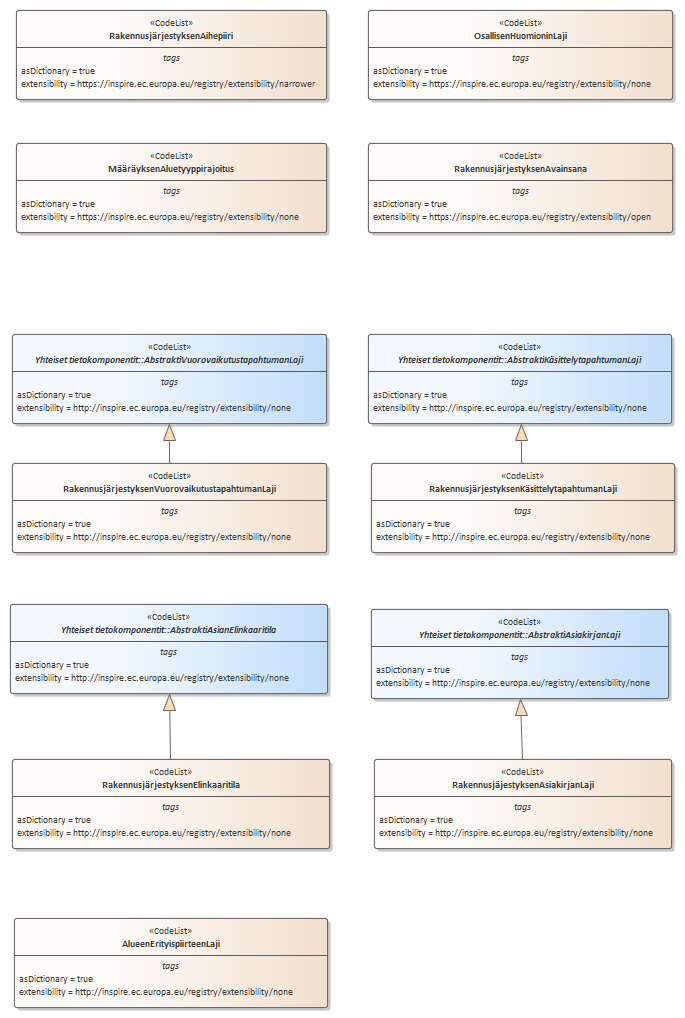 «CodeList»
RakennusjärjestyksenAihepiiri
tags
asDictionary = true
extensibility = https://inspire.ec.europa.eu/registry/extensibility/narrower
«CodeList»
OsallisenHuomioninLaji
tags
asDictionary = true
extensibility = https://inspire.ec.europa.eu/registry/extensibility/none
«CodeList»
MääräyksenAluetyyppirajoitus
tags
asDictionary = true
extensibility = https://inspire.ec.europa.eu/registry/extensibility/none
«CodeList»
RakennusjärjestyksenAvainsana
tags
asDictionary = true
extensibility = https://inspire.ec.europa.eu/registry/extensibility/open
«CodeList»
Yhteiset tietokomponentit::AbstraktiVuorovaikutustapahtumanLaji
tags
asDictionary = true
extensibility = http://inspire.ec.europa.eu/registry/extensibility/none
«CodeList»
Yhteiset tietokomponentit::AbstraktiKäsittelytapahtumanLaji
tags
asDictionary = true
extensibility = http://inspire.ec.europa.eu/registry/extensibility/none
«CodeList»
RakennusjärjestyksenVuorovaikutustapahtumanLaji
tags
asDictionary = true
extensibility = http://inspire.ec.europa.eu/registry/extensibility/none
«CodeList»
RakennusjärjestyksenKäsittelytapahtumanLaji
tags
asDictionary = true
extensibility = http://inspire.ec.europa.eu/registry/extensibility/none
«CodeList»
Yhteiset tietokomponentit::AbstraktiAsianElinkaaritila
tags
asDictionary = true
extensibility = http://inspire.ec.europa.eu/registry/extensibility/none
«CodeList»
Yhteiset tietokomponentit::AbstraktiAsiakirjanLaji
tags
asDictionary = true
extensibility = http://inspire.ec.europa.eu/registry/extensibility/none
«CodeList»
RakennusjärjestyksenElinkaaritila
tags
asDictionary = true
extensibility = http://inspire.ec.europa.eu/registry/extensibility/none
«CodeList»
RakennusjäjestyksenAsiakirjanLaji
tags
asDictionary = true
extensibility = http://inspire.ec.europa.eu/registry/extensibility/none
«CodeList»
AlueenErityispiirteenLaji
tags
asDictionary = true
extensibility = http://inspire.ec.europa.eu/registry/extensibility/none